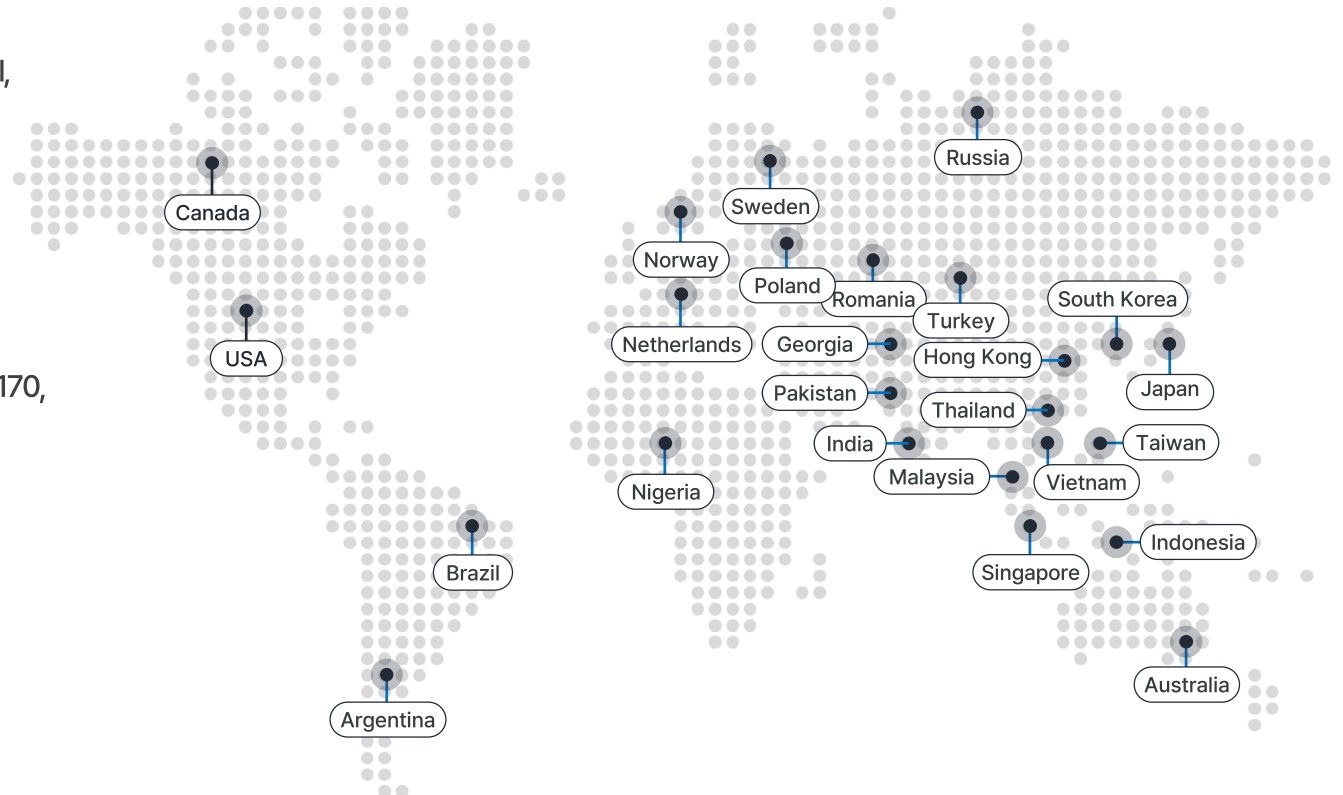 l,
Russia
Sweden
Canada
Norway
Poland
Romania
South Korea
Turkey
Netherlands
Georgia
USA
Hong Kong
170,
Japan
Pakistan
Thailand
India
Taiwan
Malaysia
Vietnam
Nigeria
Indonesia
Brazil
Singapore
Australia
Argentina